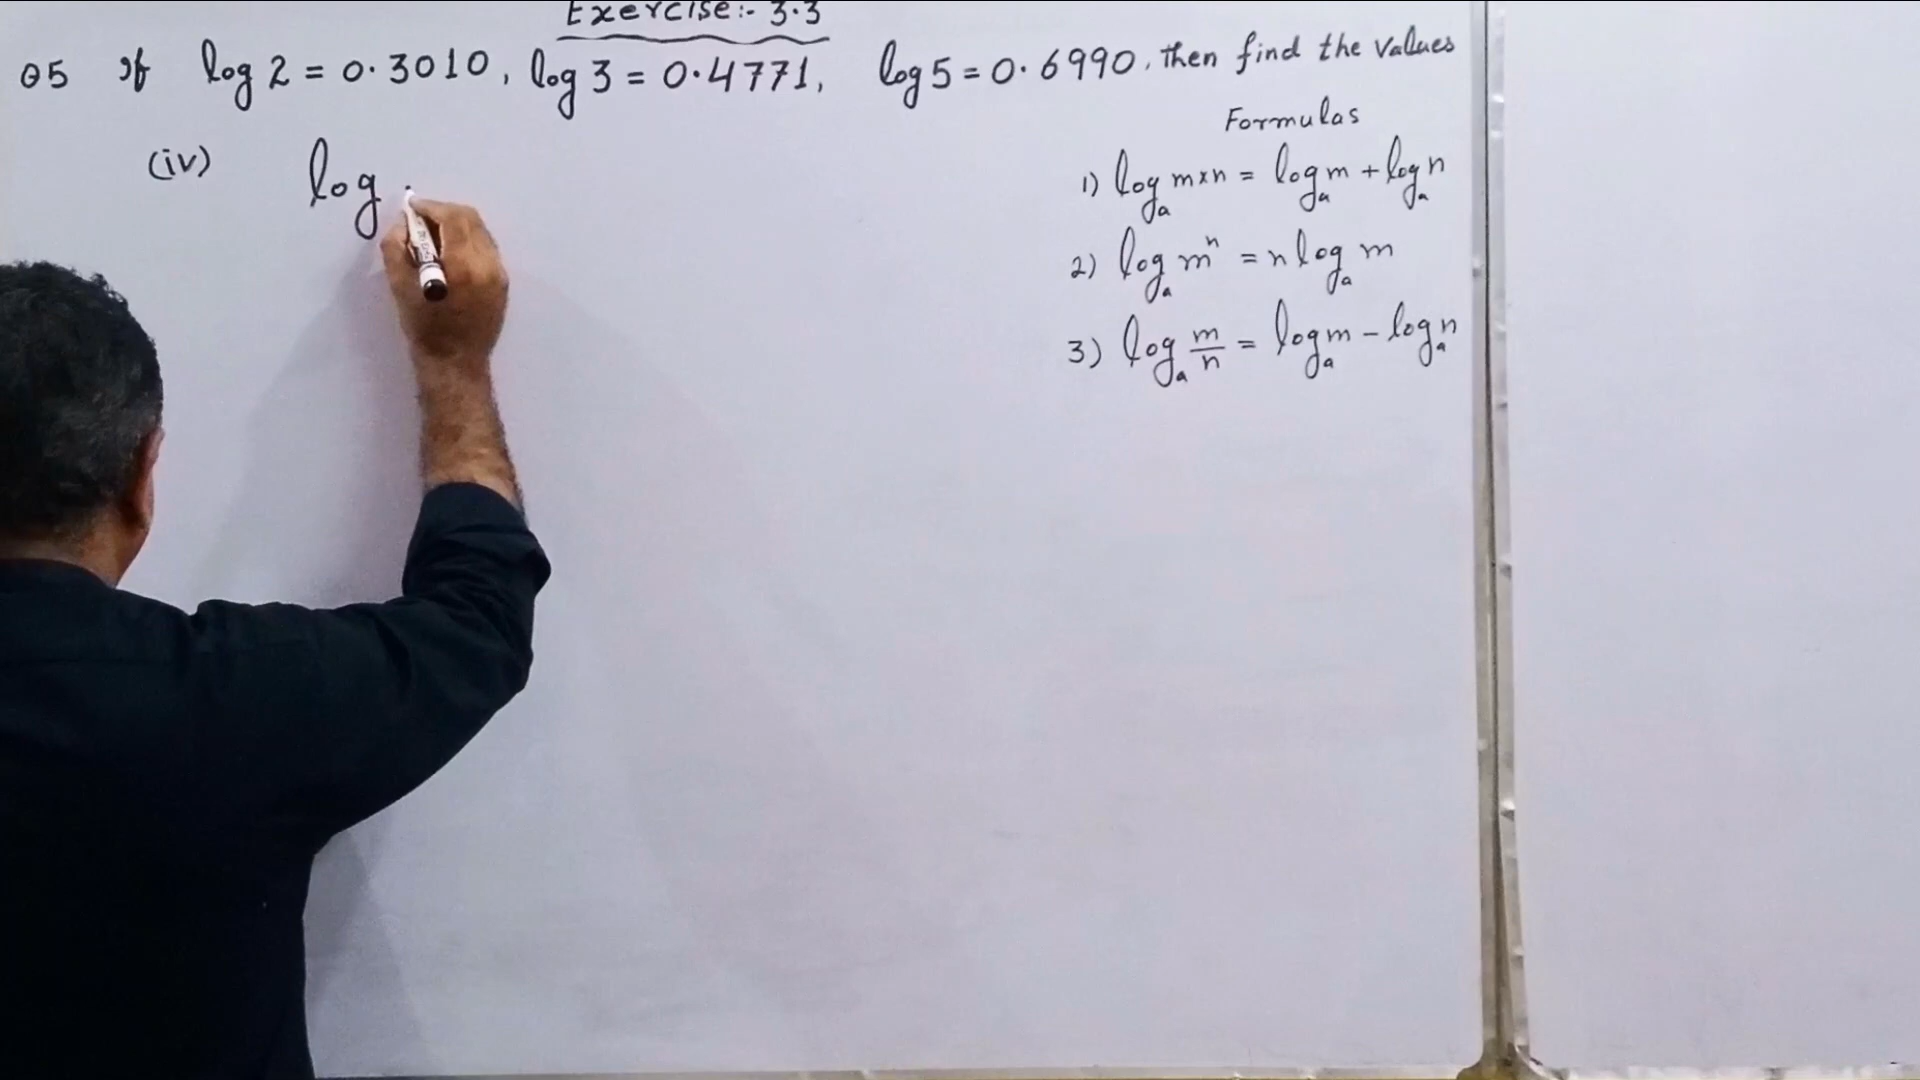 Exercise:- 3.3
Q5 If log 2 = 0.3010, log 3 = 0.4771, log 5 = 0.6990, then find the values
(iv) log
Formulas
1) logₐ m×n = logₐ m + logₐ n
2) logₐ mⁿ = n logₐ m
3) logₐ m/n = logₐ m - logₐ n